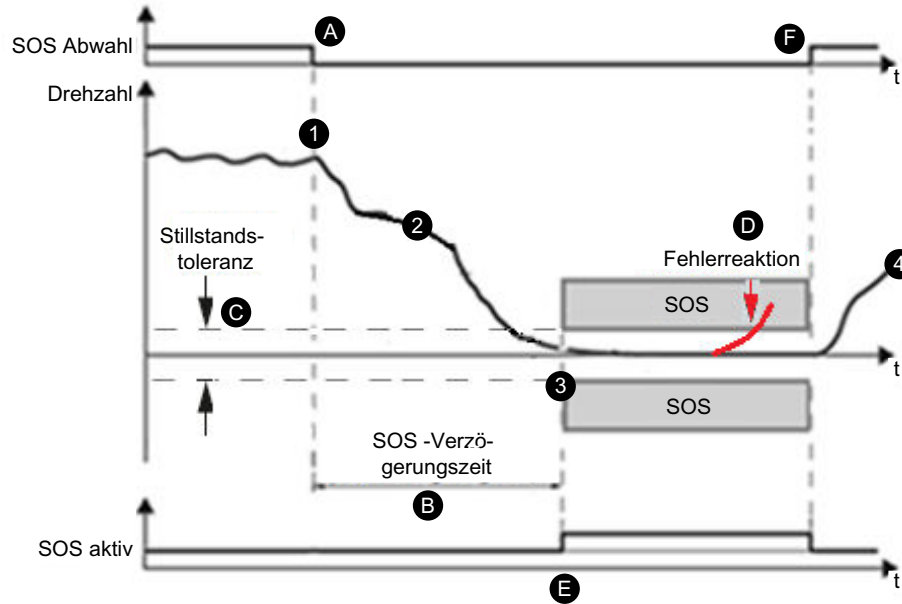 SOS Abwahl
A
F
t
Drehzahl
1
2
Stillstands-
toleranz
D
Fehlerreaktion
4
C
SOS
t
3
SOS
SOS -Verzö-
gerungszeit
B
SOS aktiv
t
E